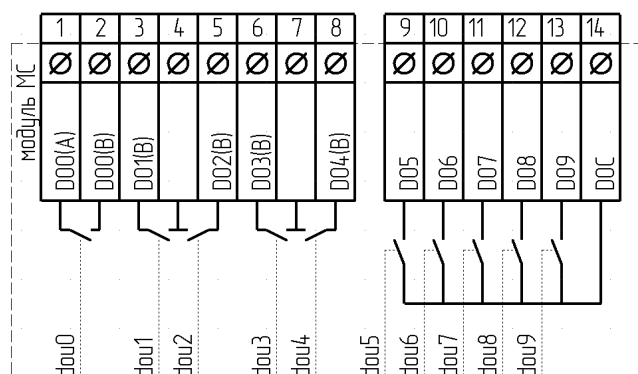 1 2 3 4 5 6 7 8 9 10 11 12 13 14
модуль МС
DO0(A) DO0(B) DO1(B) DO2(B) DO3(B) DO4(B) DO5 DO6 DO7 DO8 DO9 DOC
dou0 dou1 dou2 dou3 dou4 dou5 dou6 dou7 dou8 dou9